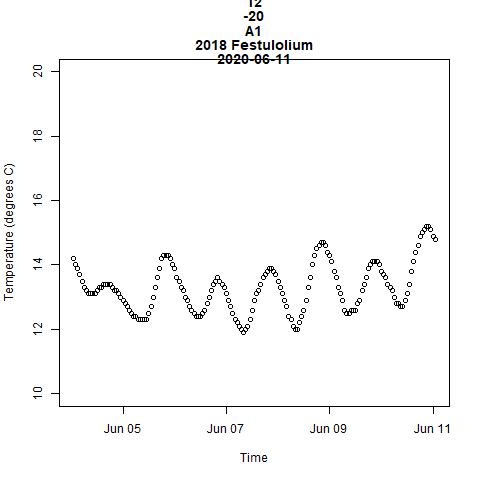 T2
-20
A1
2018 Festulolium
2020-06-11
20
18
16
14
12
10
Temperature (degrees C)
Jun 05
Jun 07
Jun 09
Jun 11
Time